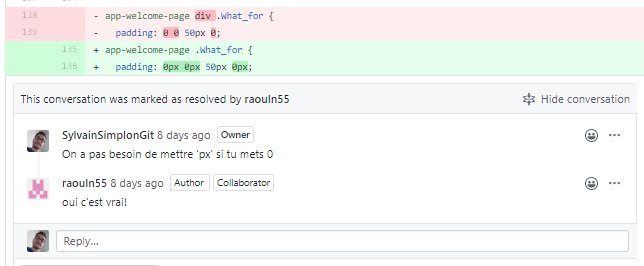 138 - app-welcome-page div .What_for {
139 - padding: 0 0 50px 0;
135 + app-welcome-page .What_for {
136 + padding: 0px 0px 50px 0px;
This conversation was marked as resolved by raouln55 Hide conversation
SylvainSimplonGit 8 days ago Owner
On a pas besoin de mettre 'px' si tu mets 0
raouln55 8 days ago Author Collaborator
oui c'est vrai!
Reply...